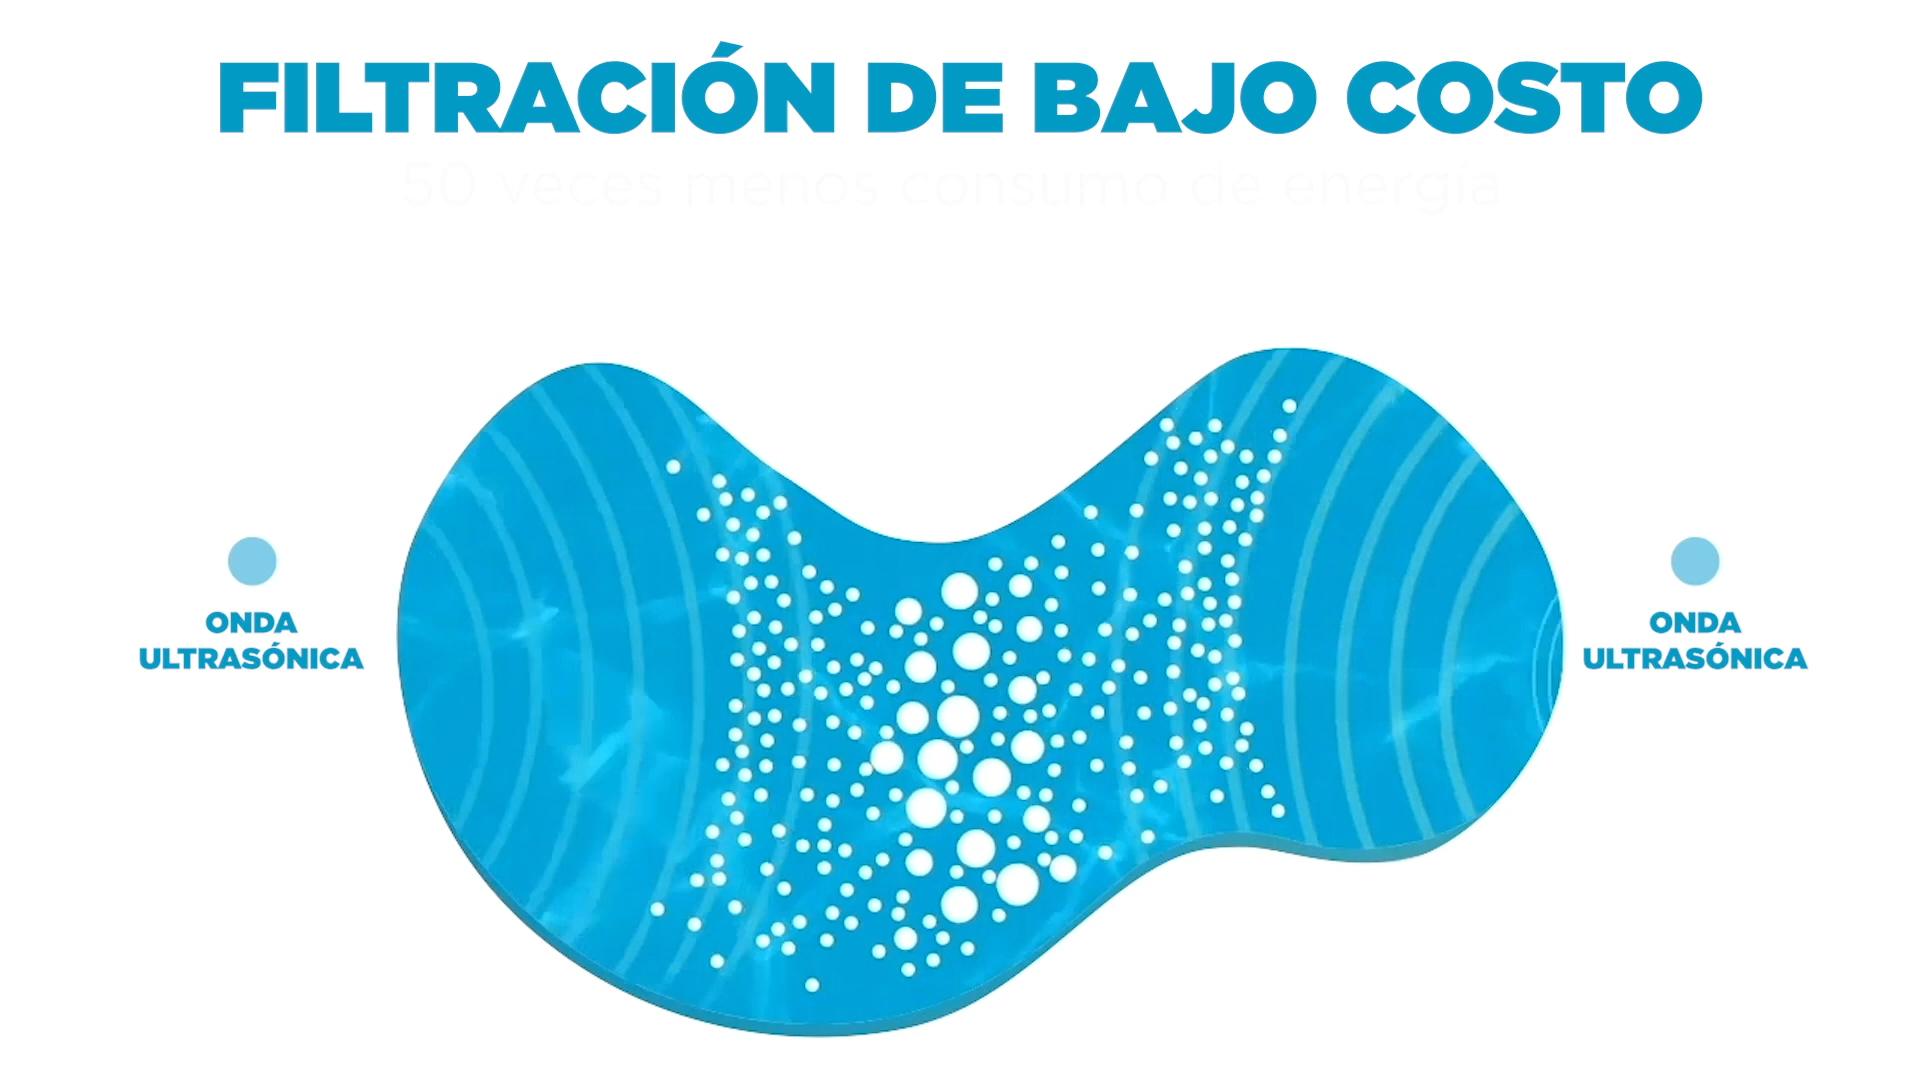 FILTRACIÓN DE BAJO COSTO
50 veces menos consumo de energía
ONDA
ULTRASÓNICA
ONDA
ULTRASÓNICA